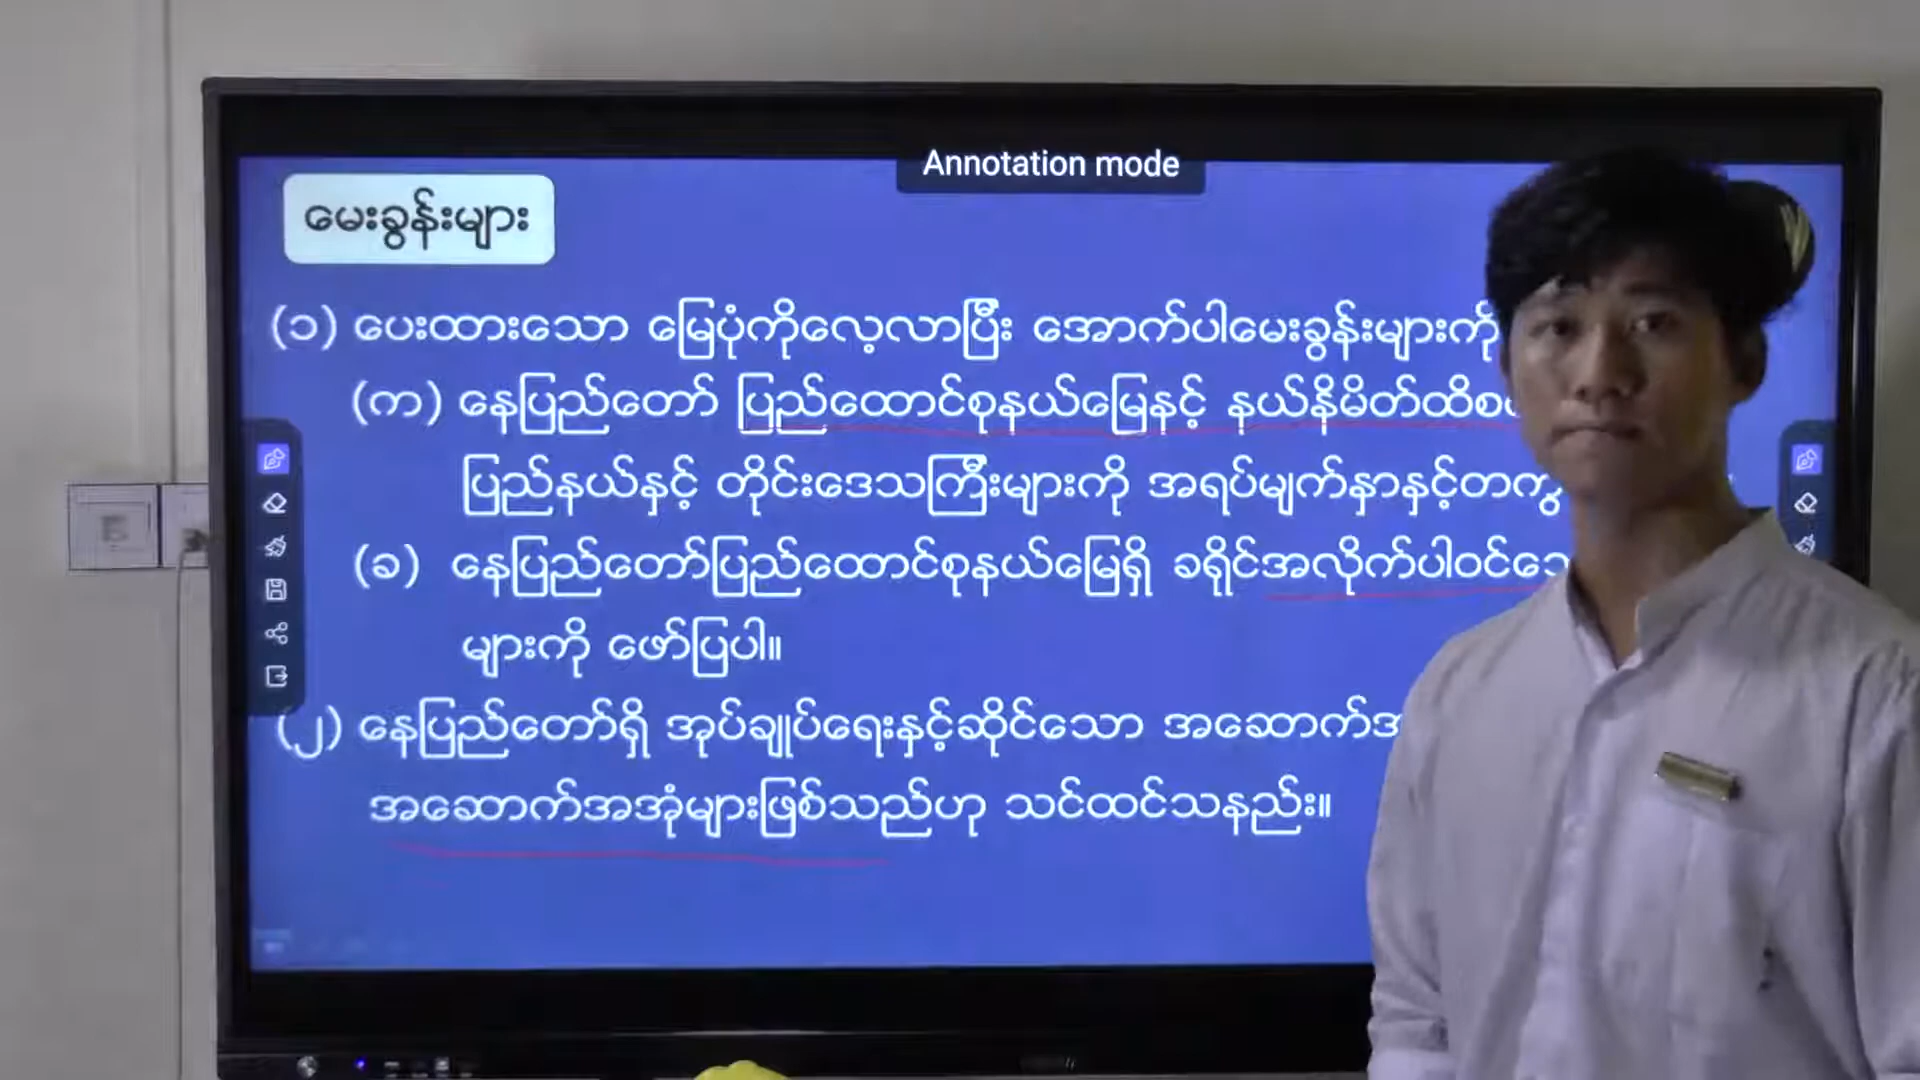 Annotation mode
မေးခွန်းများ
(၁) ပေးထားသော မြေပုံကိုလေ့လာပြီး အောက်ပါမေးခွန်းများကို
(က) နေပြည်တော် ပြည်ထောင်စုနယ်မြေနှင့် နယ်နိမိတ်ထိစပ်
ပြည်နယ်နှင့် တိုင်းဒေသကြီးများကို အရပ်မျက်နှာနှင့်တကွ
(ခ) နေပြည်တော်ပြည်ထောင်စုနယ်မြေရှိ ခရိုင်အလိုက်ပါဝင်သော
များကို ဖော်ပြပါ။
(၂) နေပြည်တော်ရှိ အုပ်ချုပ်ရေးနှင့်ဆိုင်သော
အဆောက်အအုံများဖြစ်သည်ဟု သင်ထင်သနည်း။